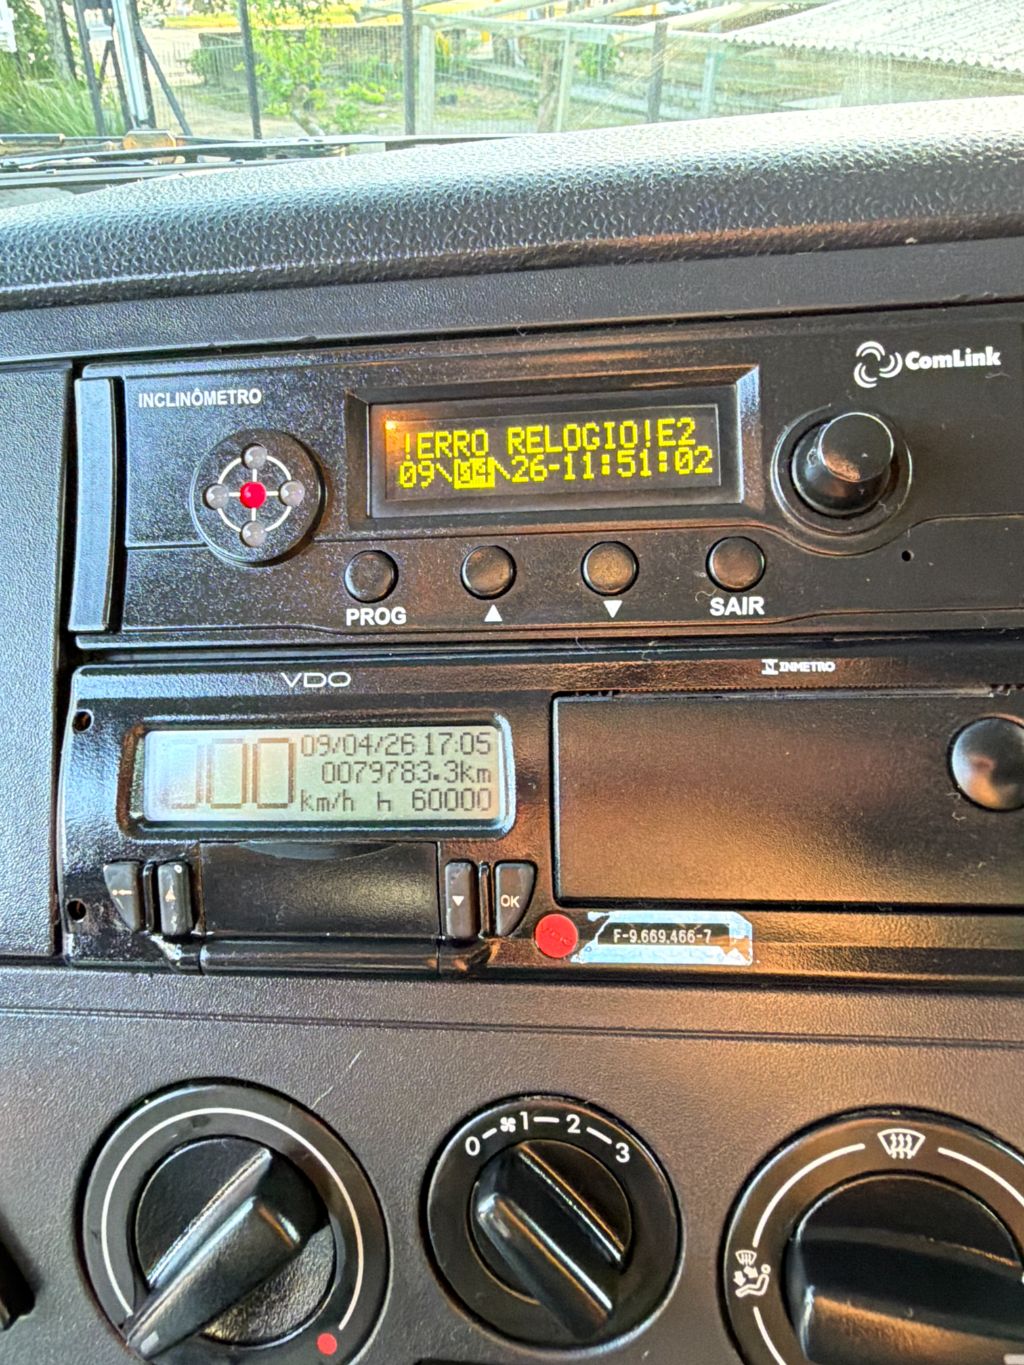 ComLink
INCLINÔMETRO
!ERRO RELOGIO!E2
09\04\26-11:51:02
PROG
SAIR
VDO
INMETRO
09/04/26 17:05
0079783.3km
km/h h 60000
OK
F-9.669.466-7
0 1 2 3